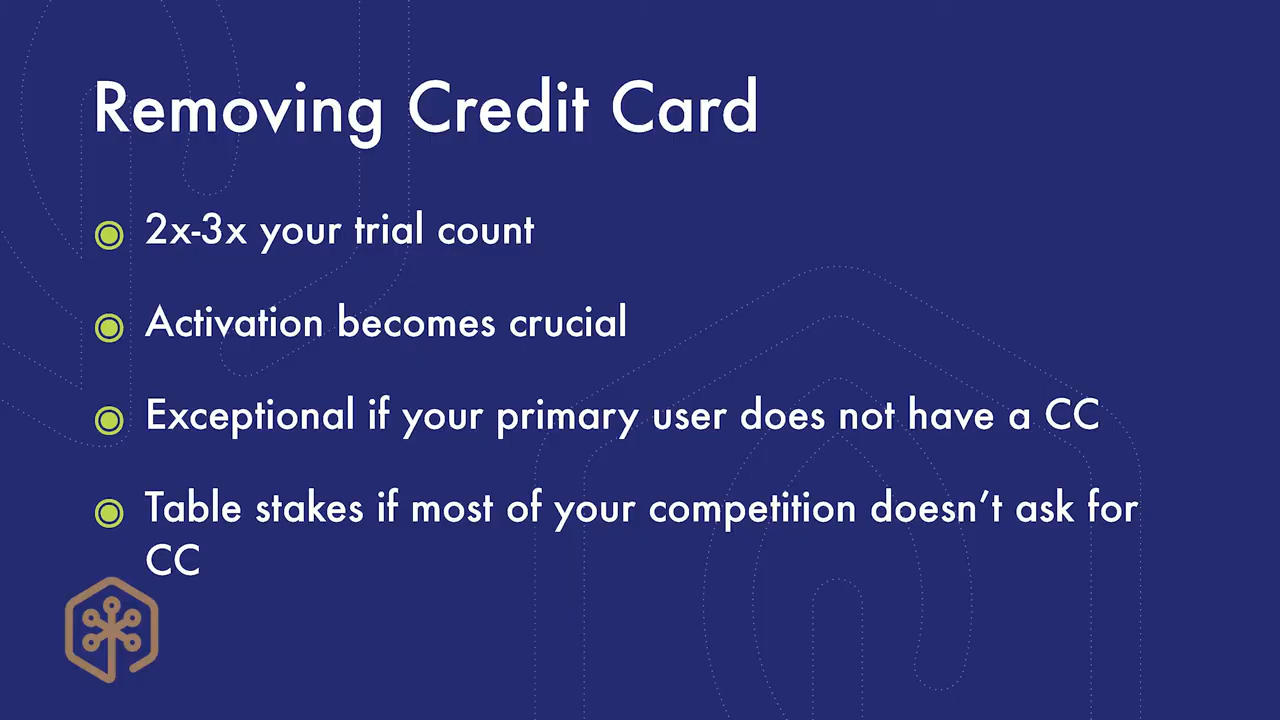 Removing Credit Card
2x-3x your trial count
Activation becomes crucial
Exceptional if your primary user does not have a CC
Table stakes if most of your competition doesn’t ask for
CC